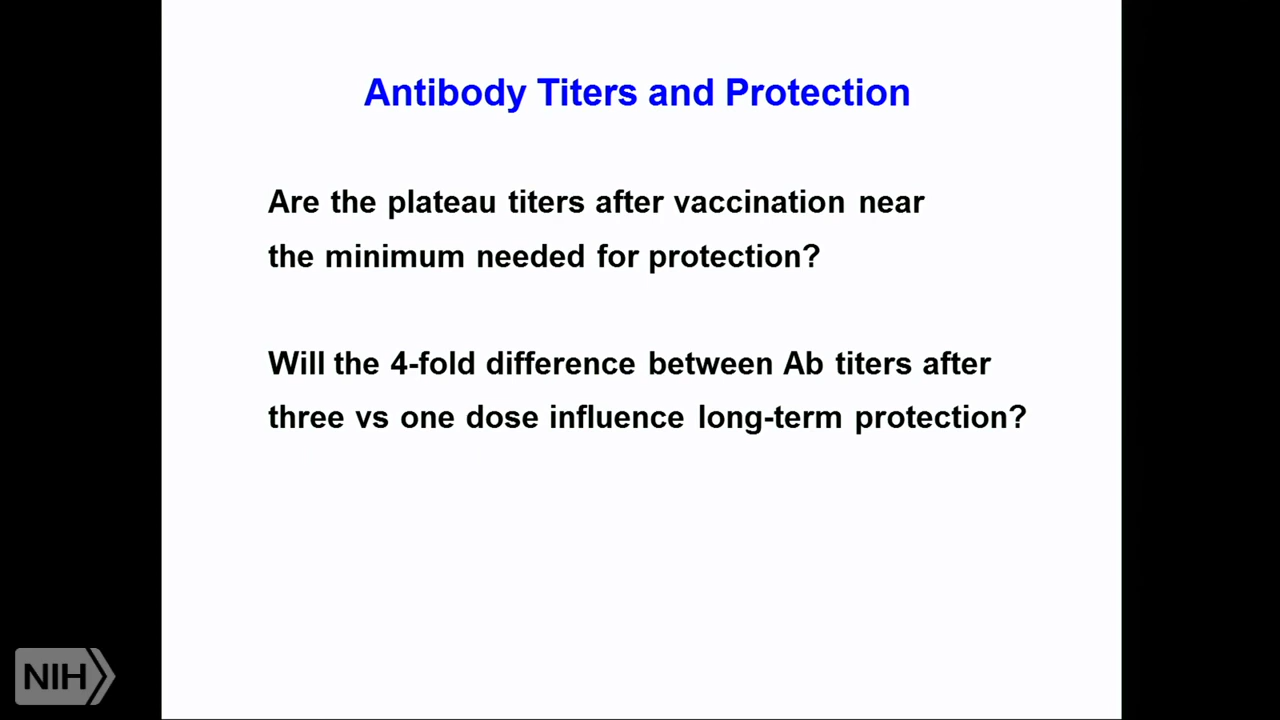 Antibody Titers and Protection
Are the plateau titers after vaccination near
the minimum needed for protection?
Will the 4-fold difference between Ab titers after
three vs one dose influence long-term protection?
NIH